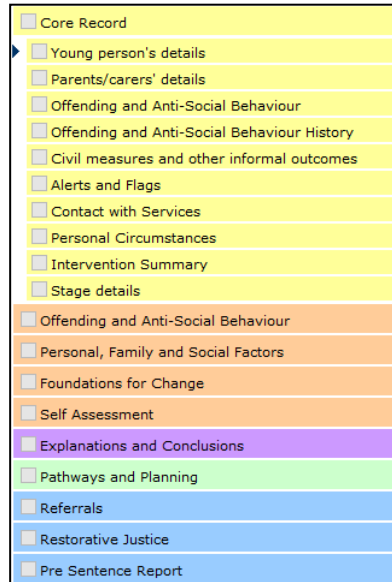 Core Record
Young person's details
Parents/carers' details
Offending and Anti-Social Behaviour
Offending and Anti-Social Behaviour History
Civil measures and other informal outcomes
Alerts and Flags
Contact with Services
Personal Circumstances
Intervention Summary
Stage details
Offending and Anti-Social Behaviour
Personal, Family and Social Factors
Foundations for Change
Self Assessment
Explanations and Conclusions
Pathways and Planning
Referrals
Restorative Justice
Pre Sentence Report